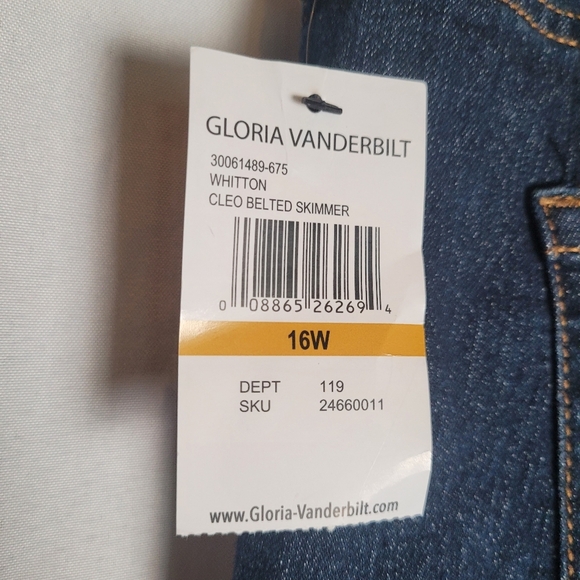 GLORIA VANDERBILT
30061489-675
WHITTON
CLEO BELTED SKIMMER
0 08865 26269 4
16W
DEPT 119
SKU 24660011
www.Gloria-Vanderbilt.com